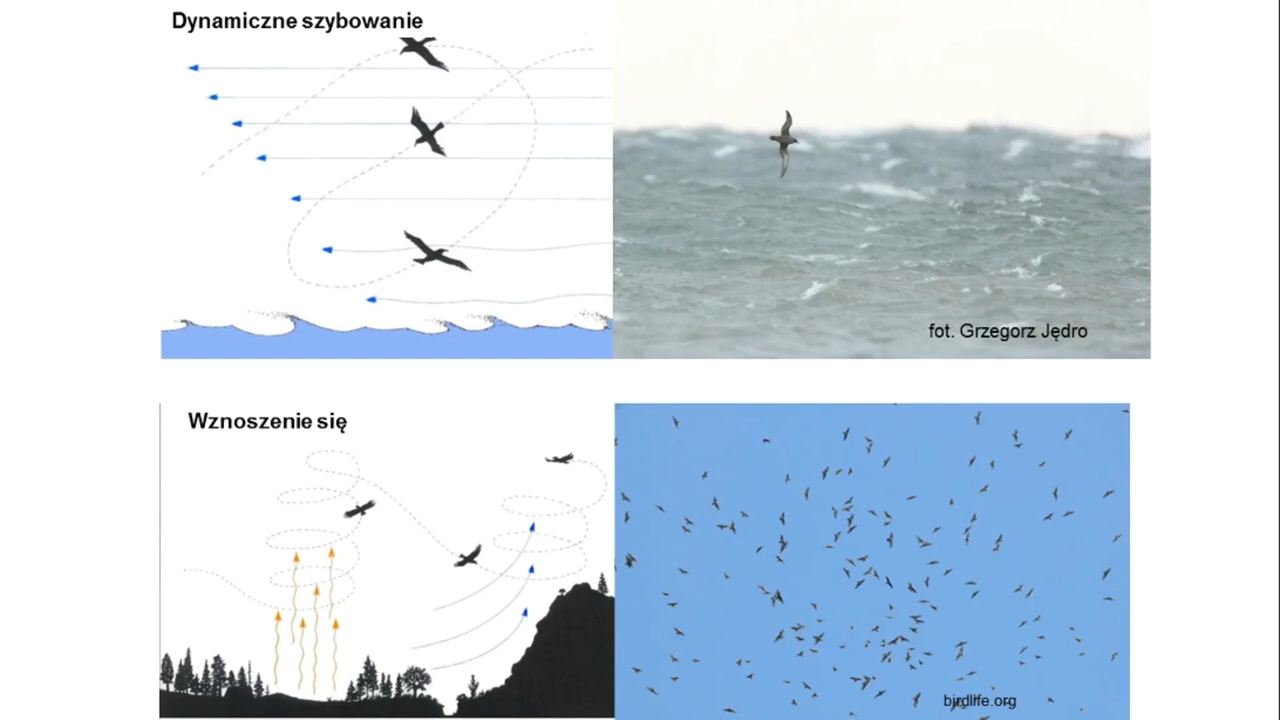 Dynamiczne szybowanie
fot. Grzegorz Jędro
Wznoszenie się
birdlife.org